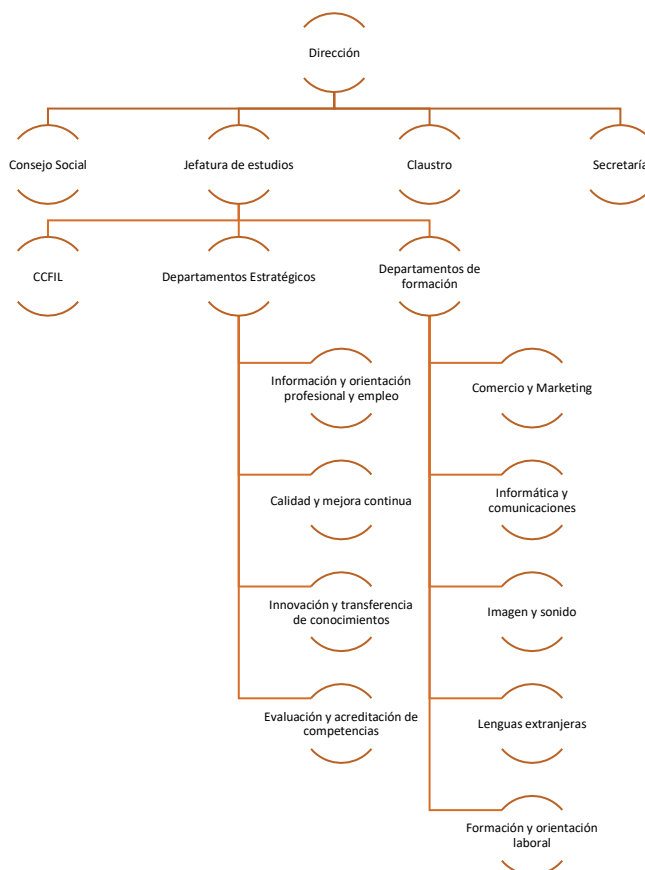 Dirección
Consejo Social
Jefatura de estudios
Claustro
Secretaría
CCFIL
Departamentos Estratégicos
Departamentos de
formación
Información y orientación
profesional y empleo
Calidad y mejora continua
Innovación y transferencia
de conocimientos
Evaluación y acreditación de
competencias
Comercio y Marketing
Informática y
comunicaciones
Imagen y sonido
Lenguas extranjeras
Formación y orientación
laboral